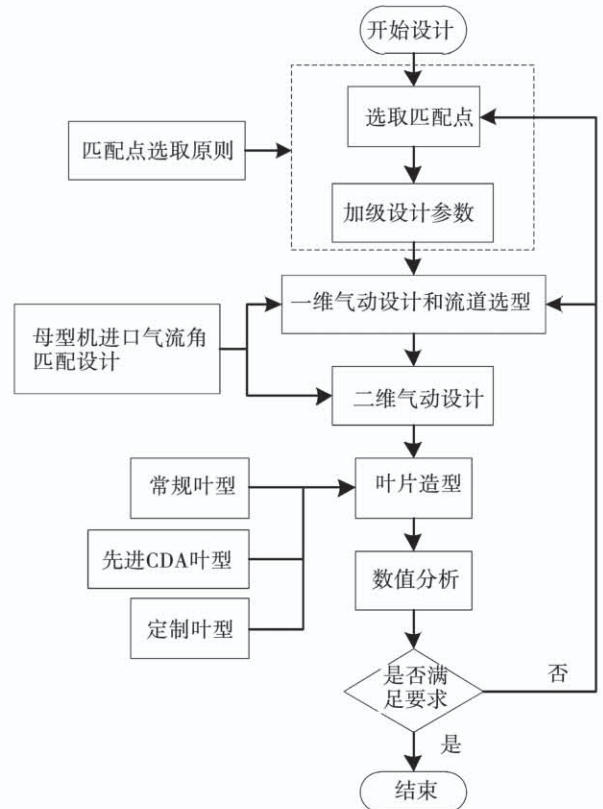 开始设计
选取匹配点
匹配点选取原则
加级设计参数
一维气动设计和流道选型
母型机进口气流角
匹配设计
二维气动设计
常规叶型
叶片造型
先进CDA叶型
数值分析
定制叶型
是否满
足要求
否
是
结束